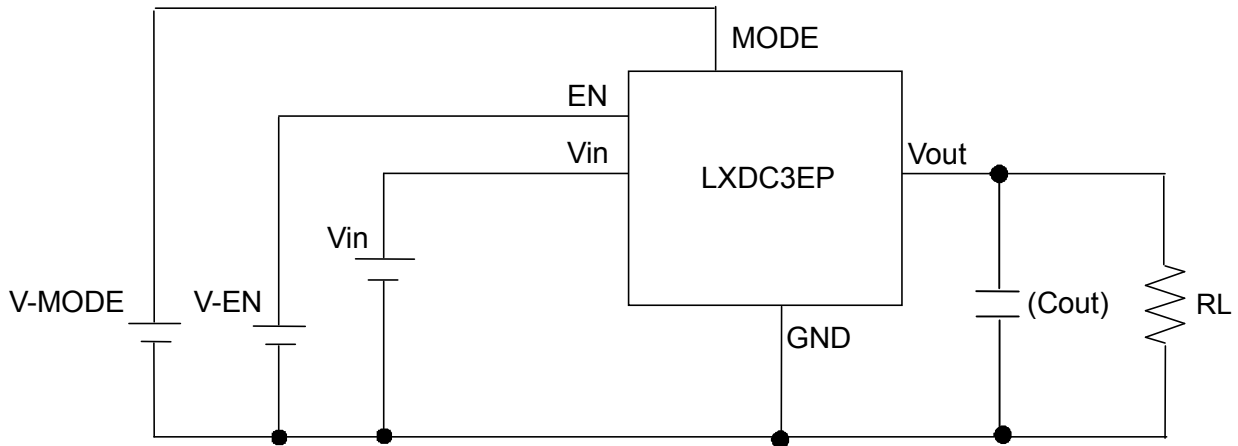 MODE
EN
Vin
LXDC3EP
Vout
Vin
V-MODE
V-EN
(Cout)
RL
GND